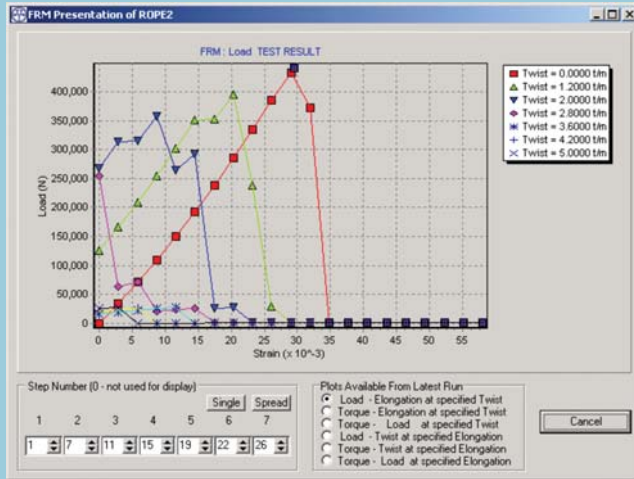 FRM Presentation of ROPE2
FRM : Load TEST RESULT
Load (N)
400,000
350,000
300,000
250,000
200,000
150,000
100,000
50,000
0
0 5 10 15 20 25 30 35 40 45 50 55
Strain (x 10^-3)
Twist = 0.0000 t/m
Twist = 1.2000 t/m
Twist = 2.0000 t/m
Twist = 2.8000 t/m
Twist = 3.6000 t/m
Twist = 4.2000 t/m
Twist = 5.0000 t/m
Step Number (0 - not used for display)
Single Spread
1 2 3 4 5 6 7
1 7 11 15 19 22 26
Plots Available From Latest Run
Load - Elongation at specified Twist
Torque - Elongation at specified Twist
Torque - Load at specified Twist
Load - Twist at specified Elongation
Torque - Twist at specified Elongation
Torque - Load at specified Elongation
Cancel